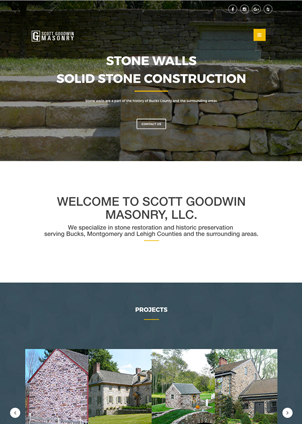 SCOTT GOODWIN
MASONRY
STONE WALLS
SOLID STONE CONSTRUCTION
Stone walls are a part of the history of Bucks County and the surrounding areas.
CONTACT US
WELCOME TO SCOTT GOODWIN
MASONRY, LLC.
We specialize in stone restoration and historic preservation
serving Bucks, Montgomery and Lehigh Counties and the surrounding areas.
PROJECTS